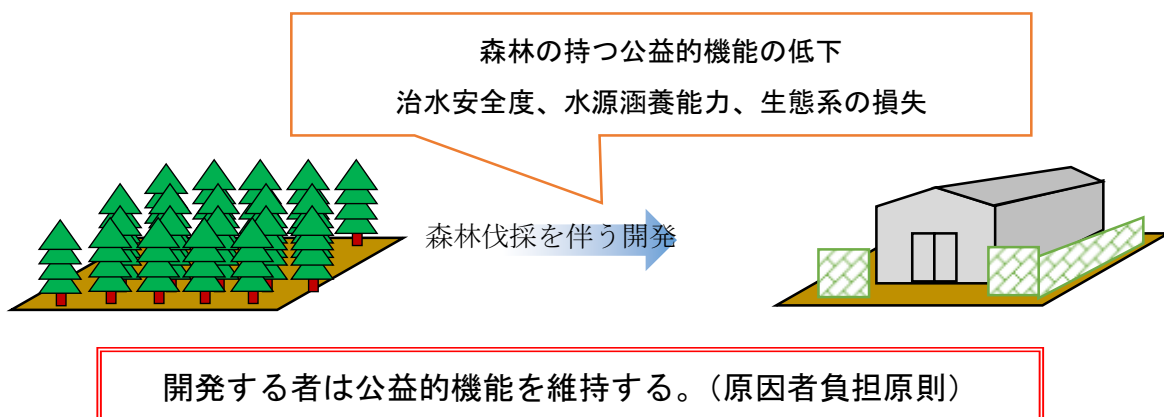 森林の持つ公益的機能の低下
治水安全度、水源涵養能力、生態系の損失
森林伐採を伴う開発
開発する者は公益的機能を維持する。(原因者負担原則)